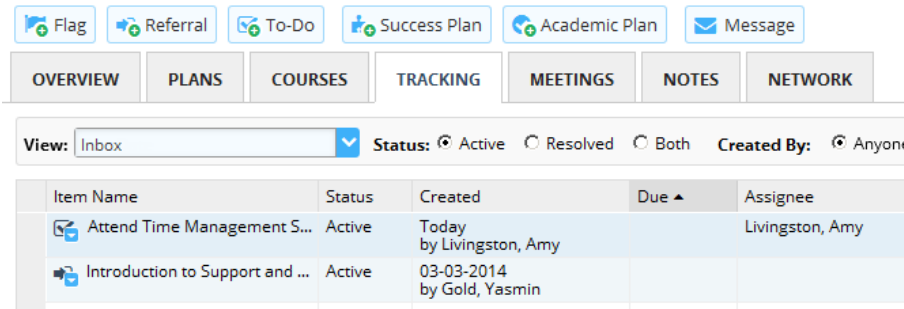 Flag Referral To-Do Success Plan Academic Plan Message
OVERVIEW PLANS COURSES TRACKING MEETINGS NOTES NETWORK
View: Inbox Status: Active Resolved Both Created By: Anyone
Item Name Status Created Due Assignee
Attend Time Management S... Active Today Livingston, Amy
by Livingston, Amy
Introduction to Support and ... Active 03-03-2014
by Gold, Yasmin